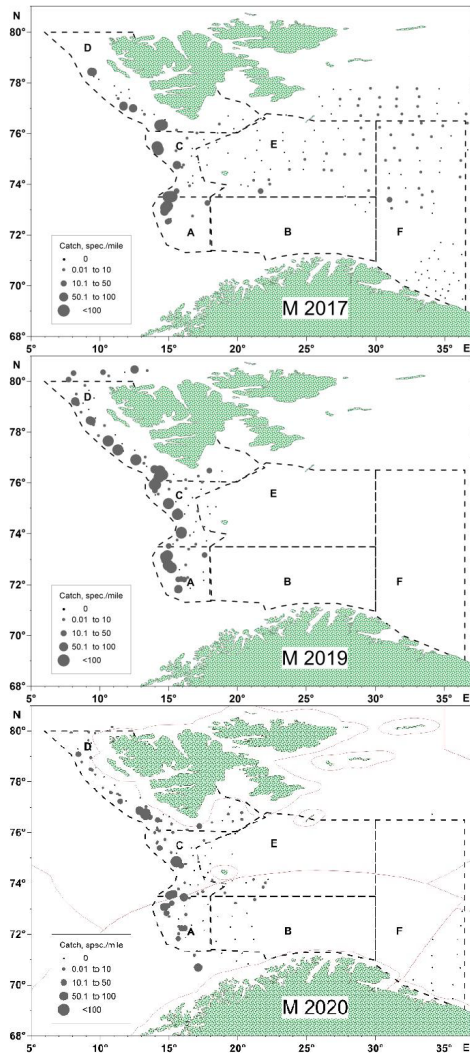 N
80°
78°
76°
74°
72°
70°
68°
D
C
E
A
B
F
Catch, spec./mile
0
0.01 to 10
10.1 to 50
50.1 to 100
<100
M 2017
5° 10° 15° 20° 25° 30° 35° E
N
80°
78°
76°
74°
72°
70°
68°
D
C
E
A
B
F
Catch, spec./mile
0
0.01 to 10
10.1 to 50
50.1 to 100
<100
M 2019
5° 10° 15° 20° 25° 30° 35° E
N
80°
78°
76°
74°
72°
70°
68°
D
C
E
A
B
F
Catch, spec./mile
0
0.01 to 10
10.1 to 50
50.1 to 100
<100
M 2020
5° 10° 15° 20° 25° 30° 35° E